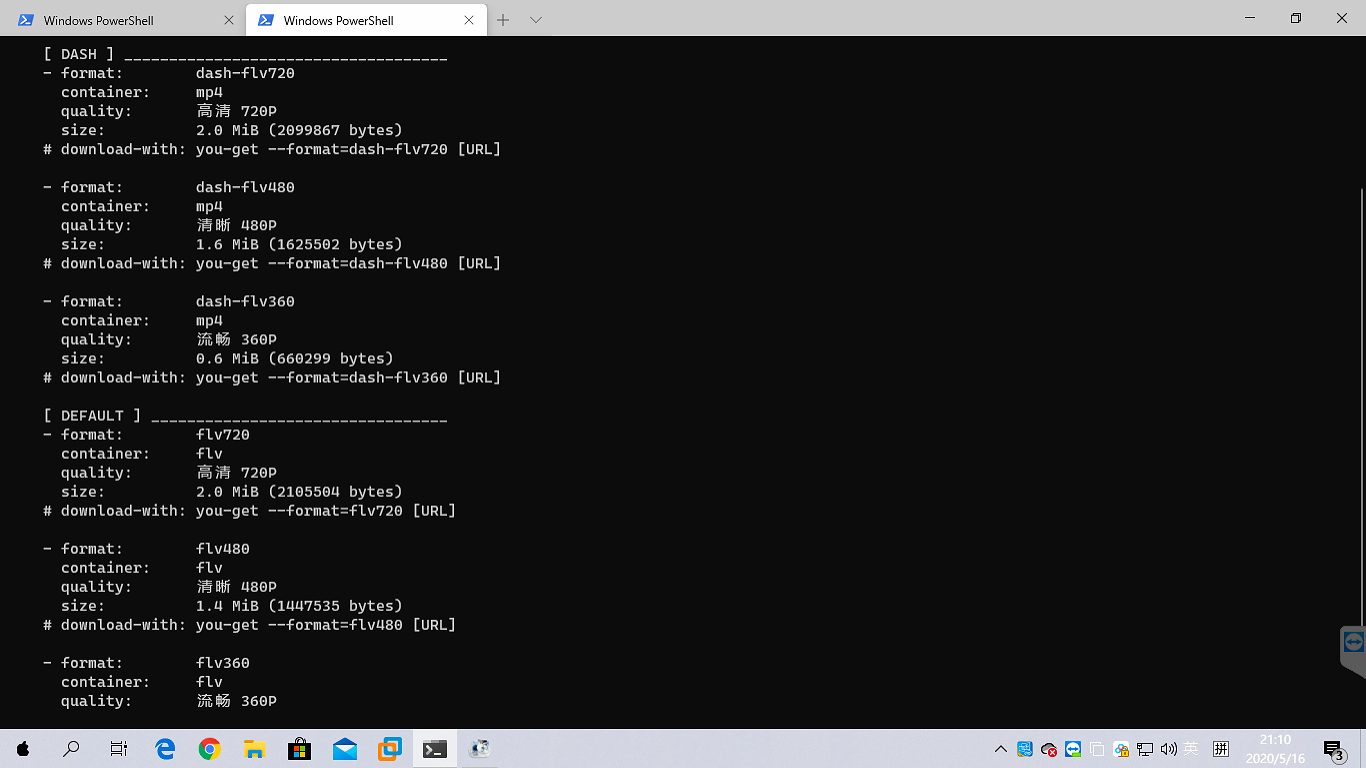 Windows PowerShell
Windows PowerShell
[ DASH ] ____________________________________
- format: dash-flv720
container: mp4
quality: 高清 720P
size: 2.0 MiB (2099867 bytes)
# download-with: you-get --format=dash-flv720 [URL]
- format: dash-flv480
container: mp4
quality: 清晰 480P
size: 1.6 MiB (1625502 bytes)
# download-with: you-get --format=dash-flv480 [URL]
- format: dash-flv360
container: mp4
quality: 流畅 360P
size: 0.6 MiB (660299 bytes)
# download-with: you-get --format=dash-flv360 [URL]
[ DEFAULT ] _________________________________
- format: flv720
container: flv
quality: 高清 720P
size: 2.0 MiB (2105504 bytes)
# download-with: you-get --format=flv720 [URL]
- format: flv480
container: flv
quality: 清晰 480P
size: 1.4 MiB (1447535 bytes)
# download-with: you-get --format=flv480 [URL]
- format: flv360
container: flv
quality: 流畅 360P
英 拼 21:10
2020/5/16
3